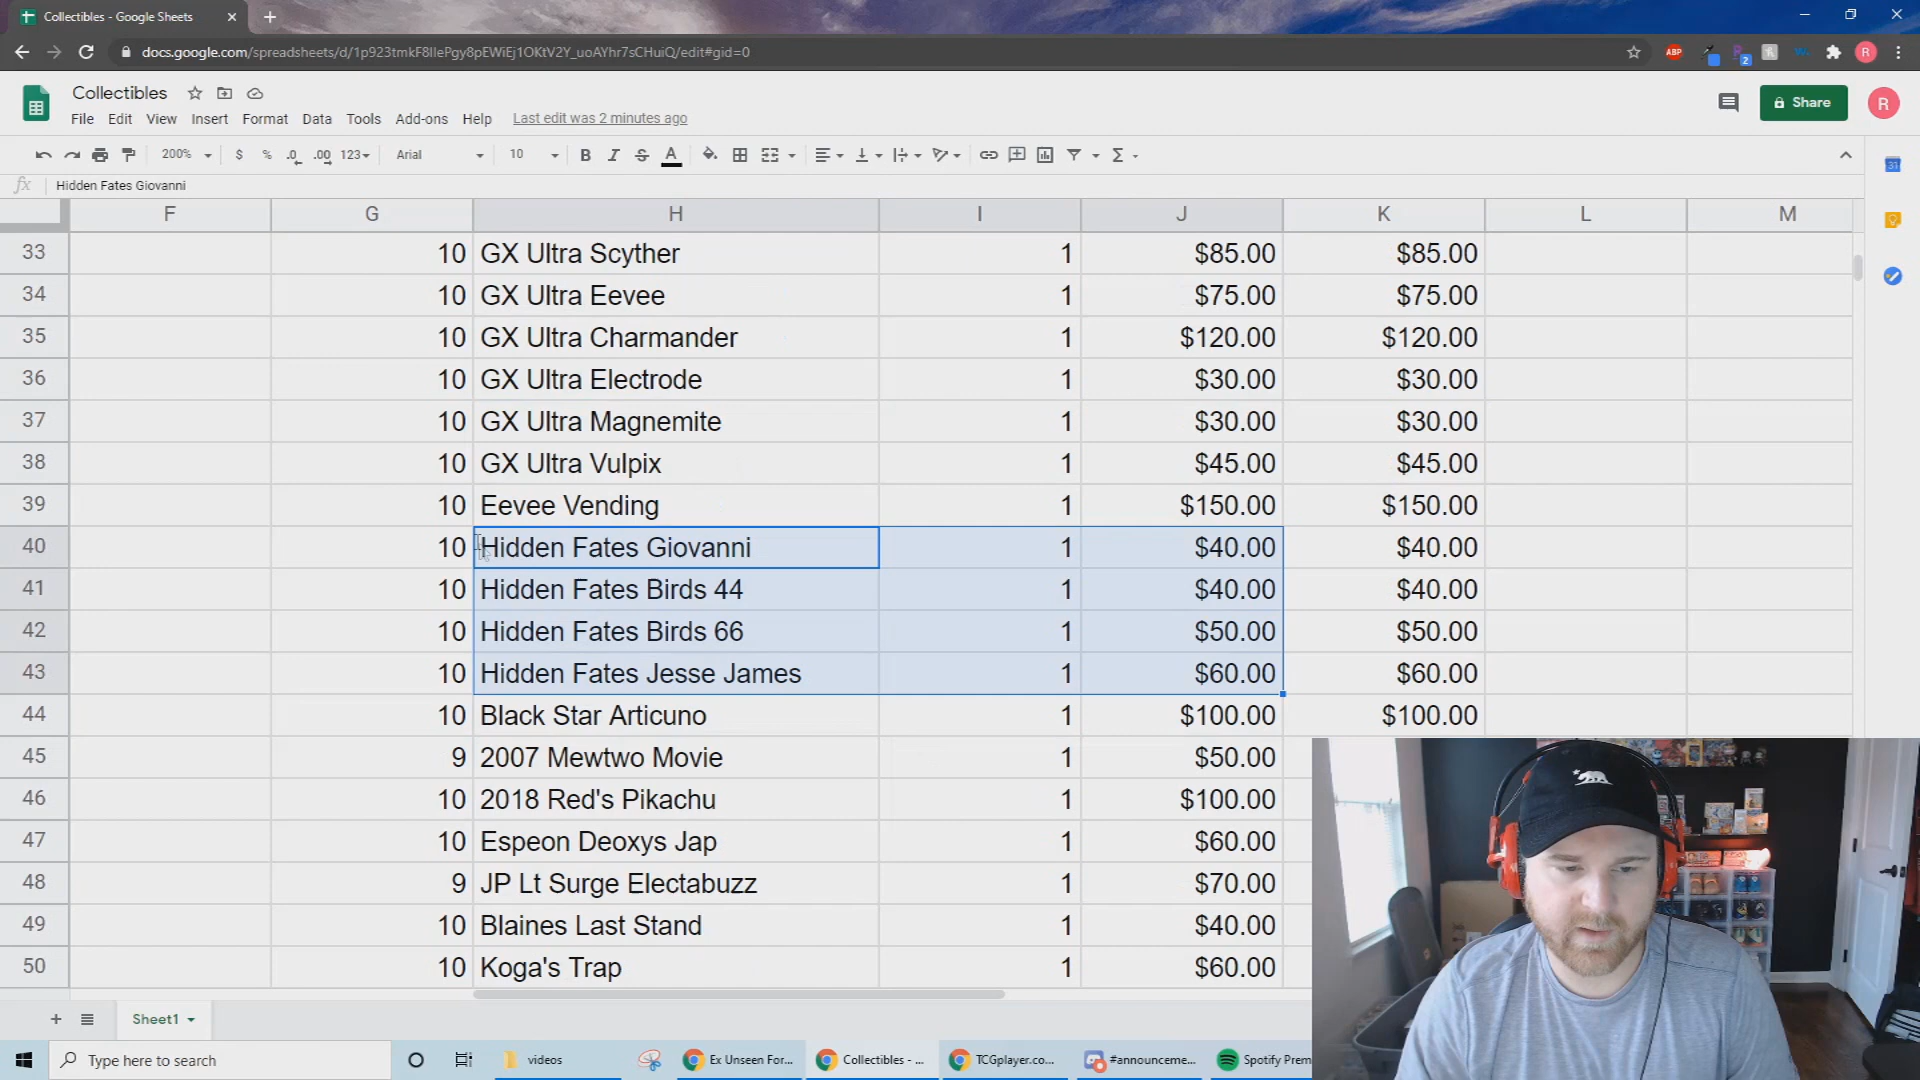 Collectibles - Google Sheets
docs.google.com/spreadsheets/d/1p923tmkF8IIePgy8pEWiEj1OKtV2Y_uoAYhr7sCHuiQ/edit#gid=0
ABP
2
R
Collectibles
Share
R
File Edit View Insert Format Data Tools Add-ons Help Last edit was 2 minutes ago
200% $ % .0 .00 123 Arial 10 B I S A
31
fx Hidden Fates Giovanni
F G H I J K L M
33 10 GX Ultra Scyther 1 $85.00 $85.00
34 10 GX Ultra Eevee 1 $75.00 $75.00
35 10 GX Ultra Charmander 1 $120.00 $120.00
36 10 GX Ultra Electrode 1 $30.00 $30.00
37 10 GX Ultra Magnemite 1 $30.00 $30.00
38 10 GX Ultra Vulpix 1 $45.00 $45.00
39 10 Eevee Vending 1 $150.00 $150.00
40 10 Hidden Fates Giovanni 1 $40.00 $40.00
41 10 Hidden Fates Birds 44 1 $40.00 $40.00
42 10 Hidden Fates Birds 66 1 $50.00 $50.00
43 10 Hidden Fates Jesse James 1 $60.00 $60.00
44 10 Black Star Articuno 1 $100.00 $100.00
45 9 2007 Mewtwo Movie 1 $50.00
46 10 2018 Red's Pikachu 1 $100.00
47 10 Espeon Deoxys Jap 1 $60.00
48 9 JP Lt Surge Electabuzz 1 $70.00
49 10 Blaines Last Stand 1 $40.00
50 10 Koga's Trap 1 $60.00
Sheet1
Type here to search
videos
Ex Unseen For...
Collectibles - ...
TCGplayer.co...
#announceme...
Spotify Prem